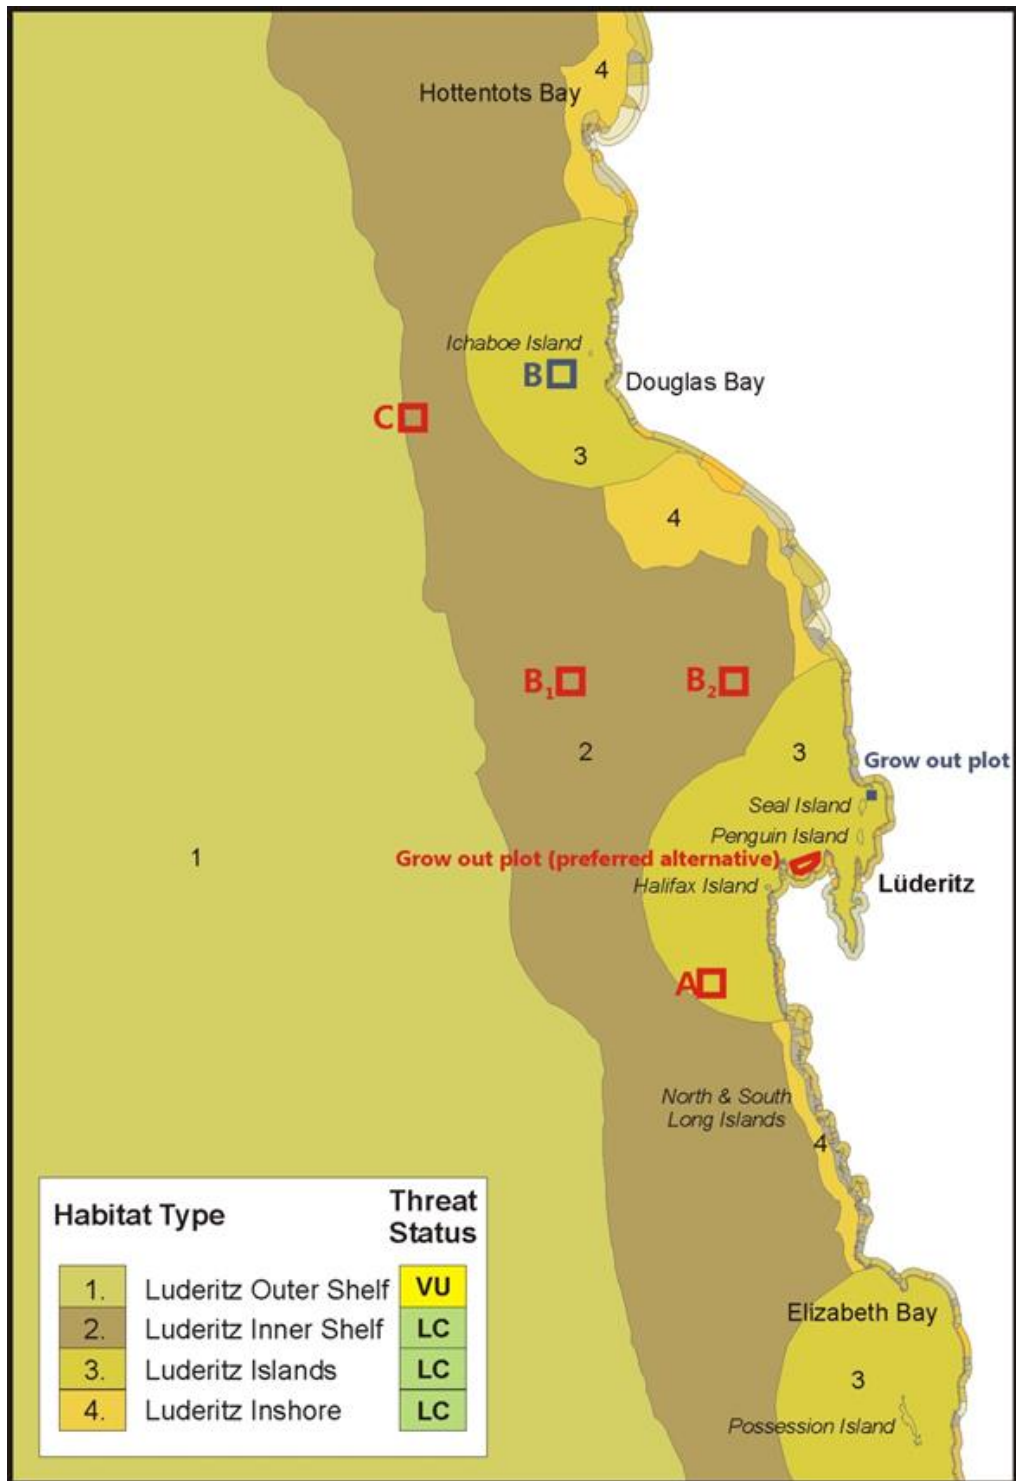 4
Hottentots Bay
Ichaboe Island
B
Douglas Bay
C
3
4
B₁
B₂
2
3
Grow out plot
Seal Island
Penguin Island
1
Grow out plot (preferred alternative)
Halifax Island
Lüderitz
A
North & South
Long Islands
4
Elizabeth Bay
3
Possession Island
Habitat Type
Threat
Status
1. Luderitz Outer Shelf VU
2. Luderitz Inner Shelf LC
3. Luderitz Islands LC
4. Luderitz Inshore LC